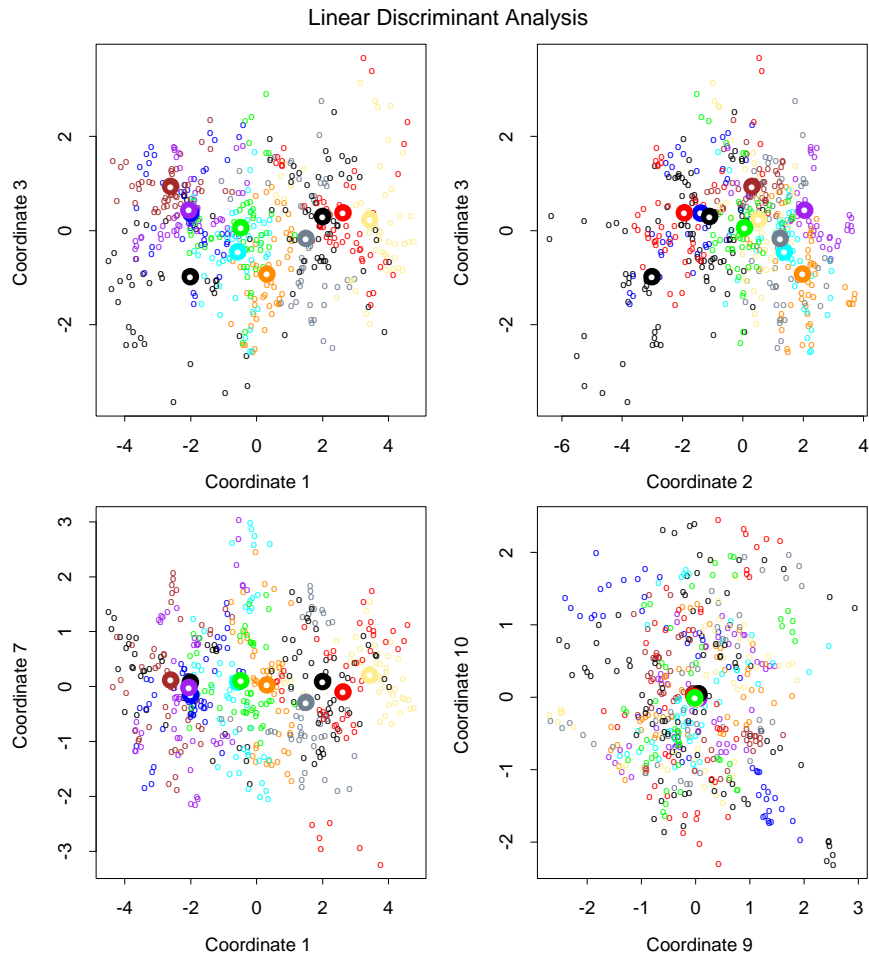 Linear Discriminant Analysis
Coordinate 3
2
0
-2
-4 -2 0 2 4
Coordinate 1
Coordinate 3
2
0
-2
-6 -4 -2 0 2 4
Coordinate 2
Coordinate 7
3
2
1
0
-1
-2
-3
-4 -2 0 2 4
Coordinate 1
Coordinate 10
2
1
0
-1
-2
-2 -1 0 1 2 3
Coordinate 9